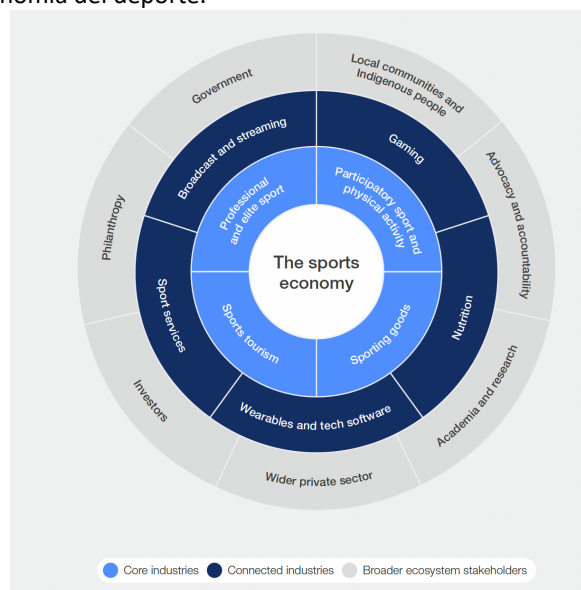 nomía del deporte.
Government
Local communities and
Indigenous people
Advocacy and accountability
Academia and research
Wider private sector
Investors
Philanthropy
Broadcast and streaming
Gaming
Nutrition
Wearables and tech software
Sport services
Professional
and elite sport
Participatory sport and
physical activity
Sporting goods
Sports tourism
The sports
economy
Core industries
Connected industries
Broader ecosystem stakeholders